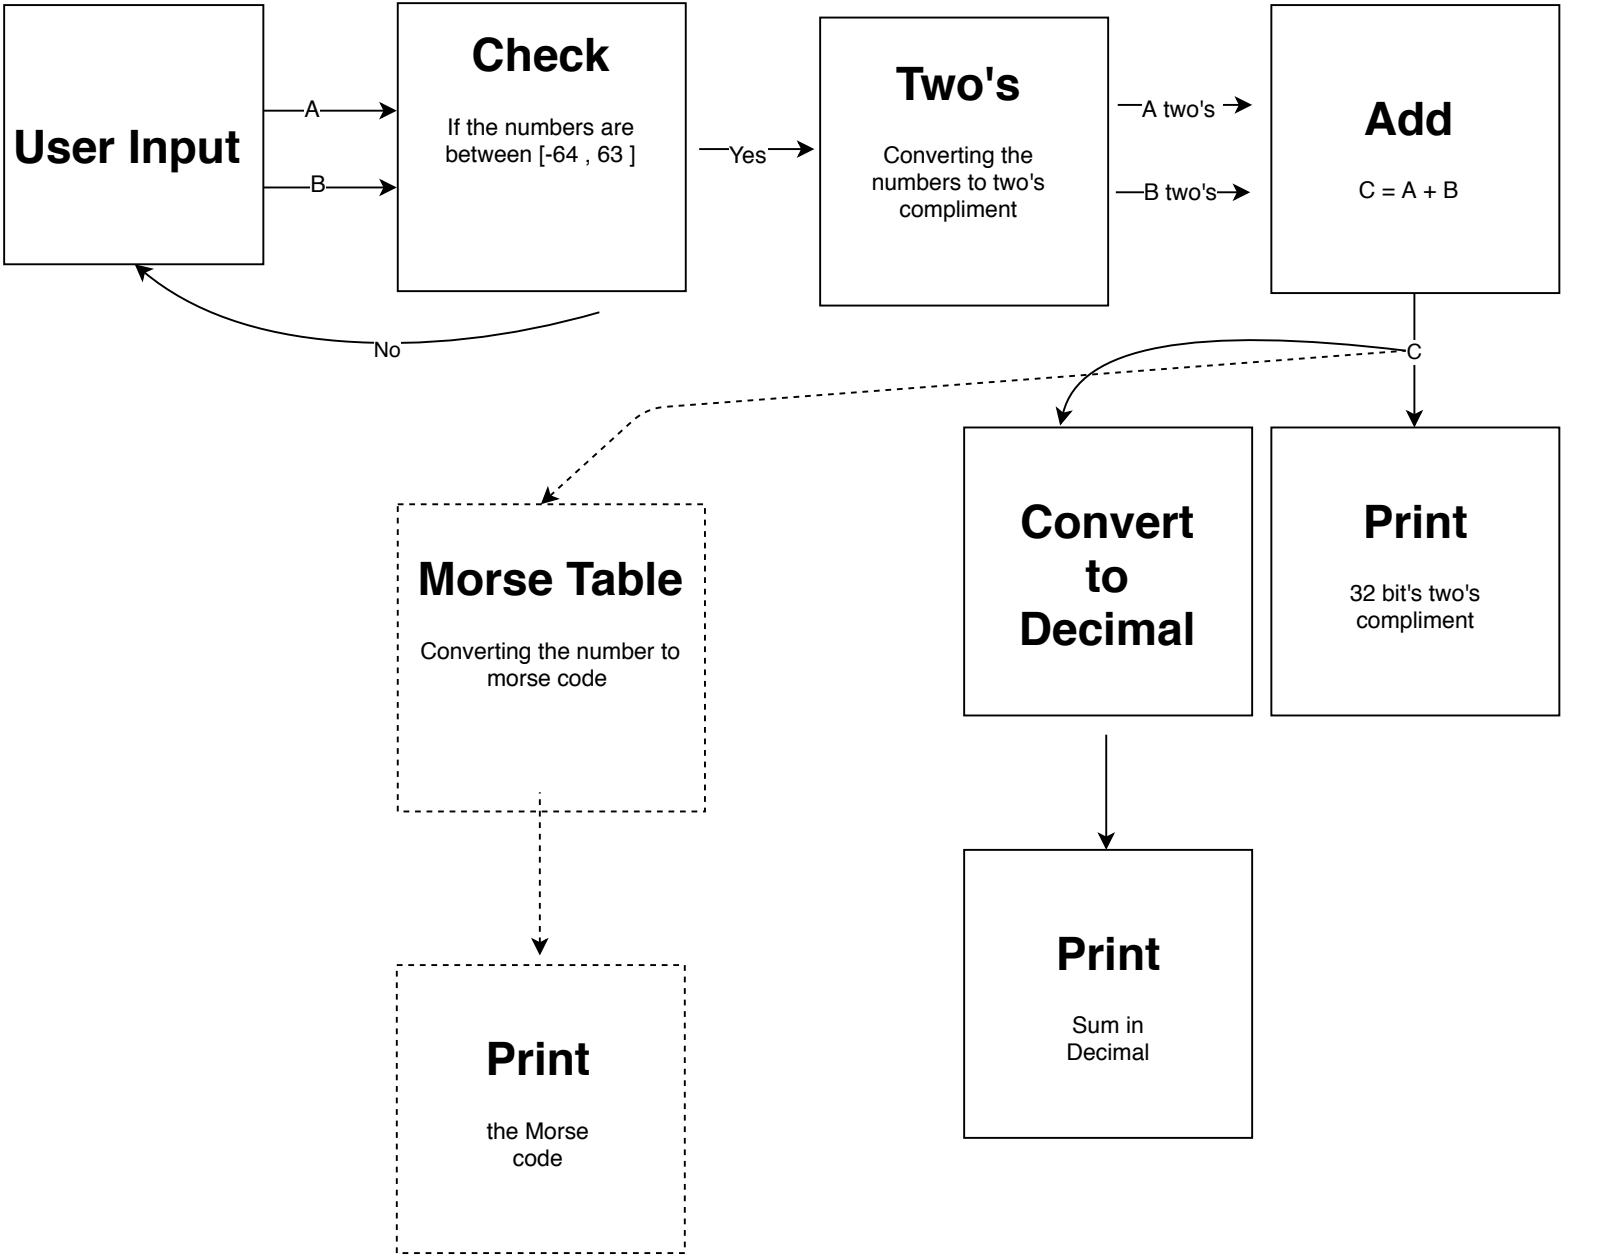 User Input
A
B
Check
If the numbers are
between [-64 , 63 ]
Yes
No
Two's
Converting the
numbers to two's
compliment
A two's
B two's
Add
C = A + B
C
Morse Table
Converting the number to
morse code
Convert
to
Decimal
Print
32 bit's two's
compliment
Print
Sum in
Decimal
Print
the Morse
code